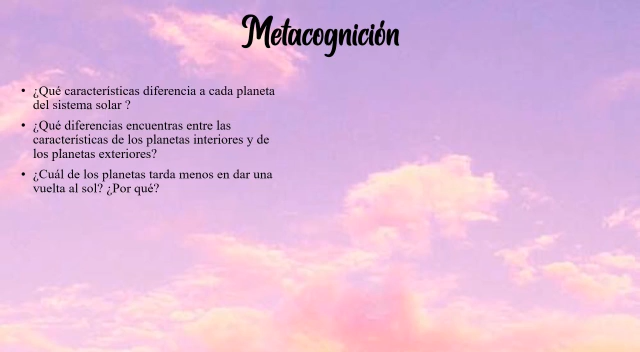 Metacognición
• ¿Qué características diferencia a cada planeta
del sistema solar ?
• ¿Qué diferencias encuentras entre las
características de los planetas interiores y de
los planetas exteriores?
• ¿Cuál de los planetas tarda menos en dar una
vuelta al sol? ¿Por qué?